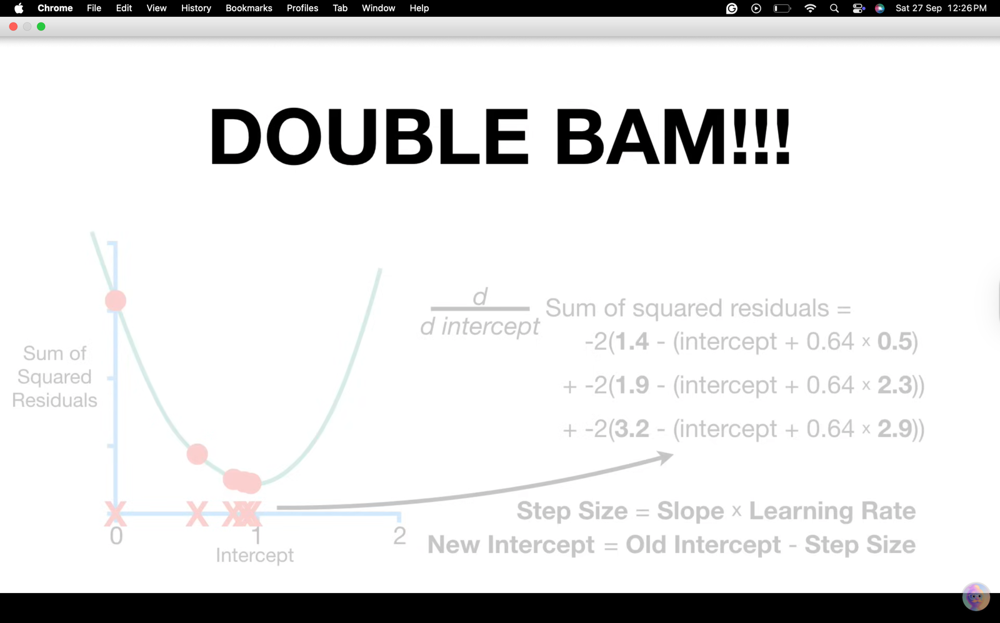 Chrome File Edit View History Bookmarks Profiles Tab Window Help Sat 27 Sep 12:26 PM
DOUBLE BAM!!!
Sum of
Squared
Residuals
0
1
2
Intercept
d
d intercept
Sum of squared residuals =
-2(1.4 - (intercept + 0.64 x 0.5)
+ -2(1.9 - (intercept + 0.64 x 2.3))
+ -2(3.2 - (intercept + 0.64 x 2.9))
Step Size = Slope x Learning Rate
New Intercept = Old Intercept - Step Size